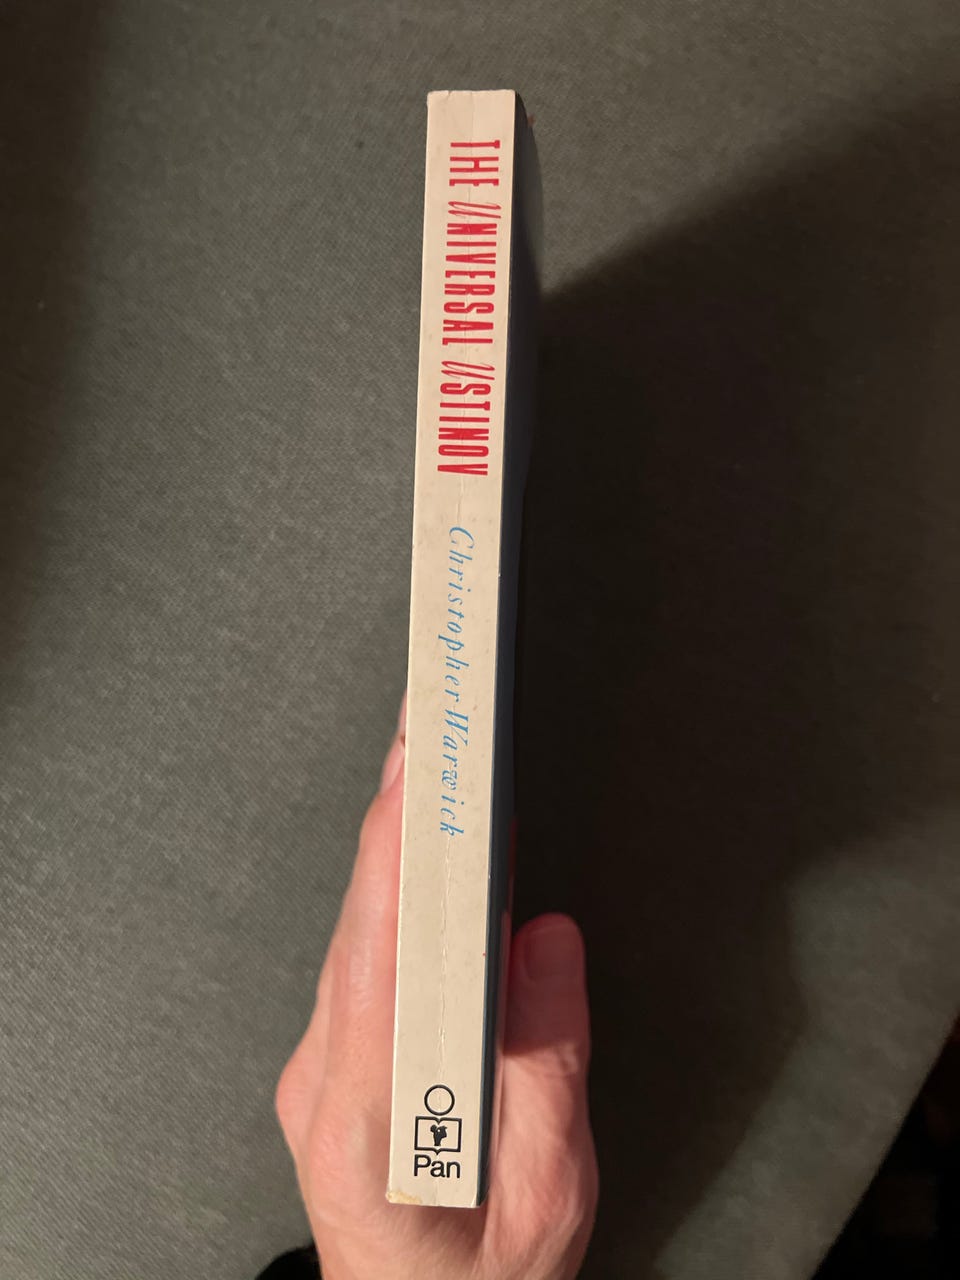 THE UNIVERSAL USTINOV
Christopher Warwick
Pan